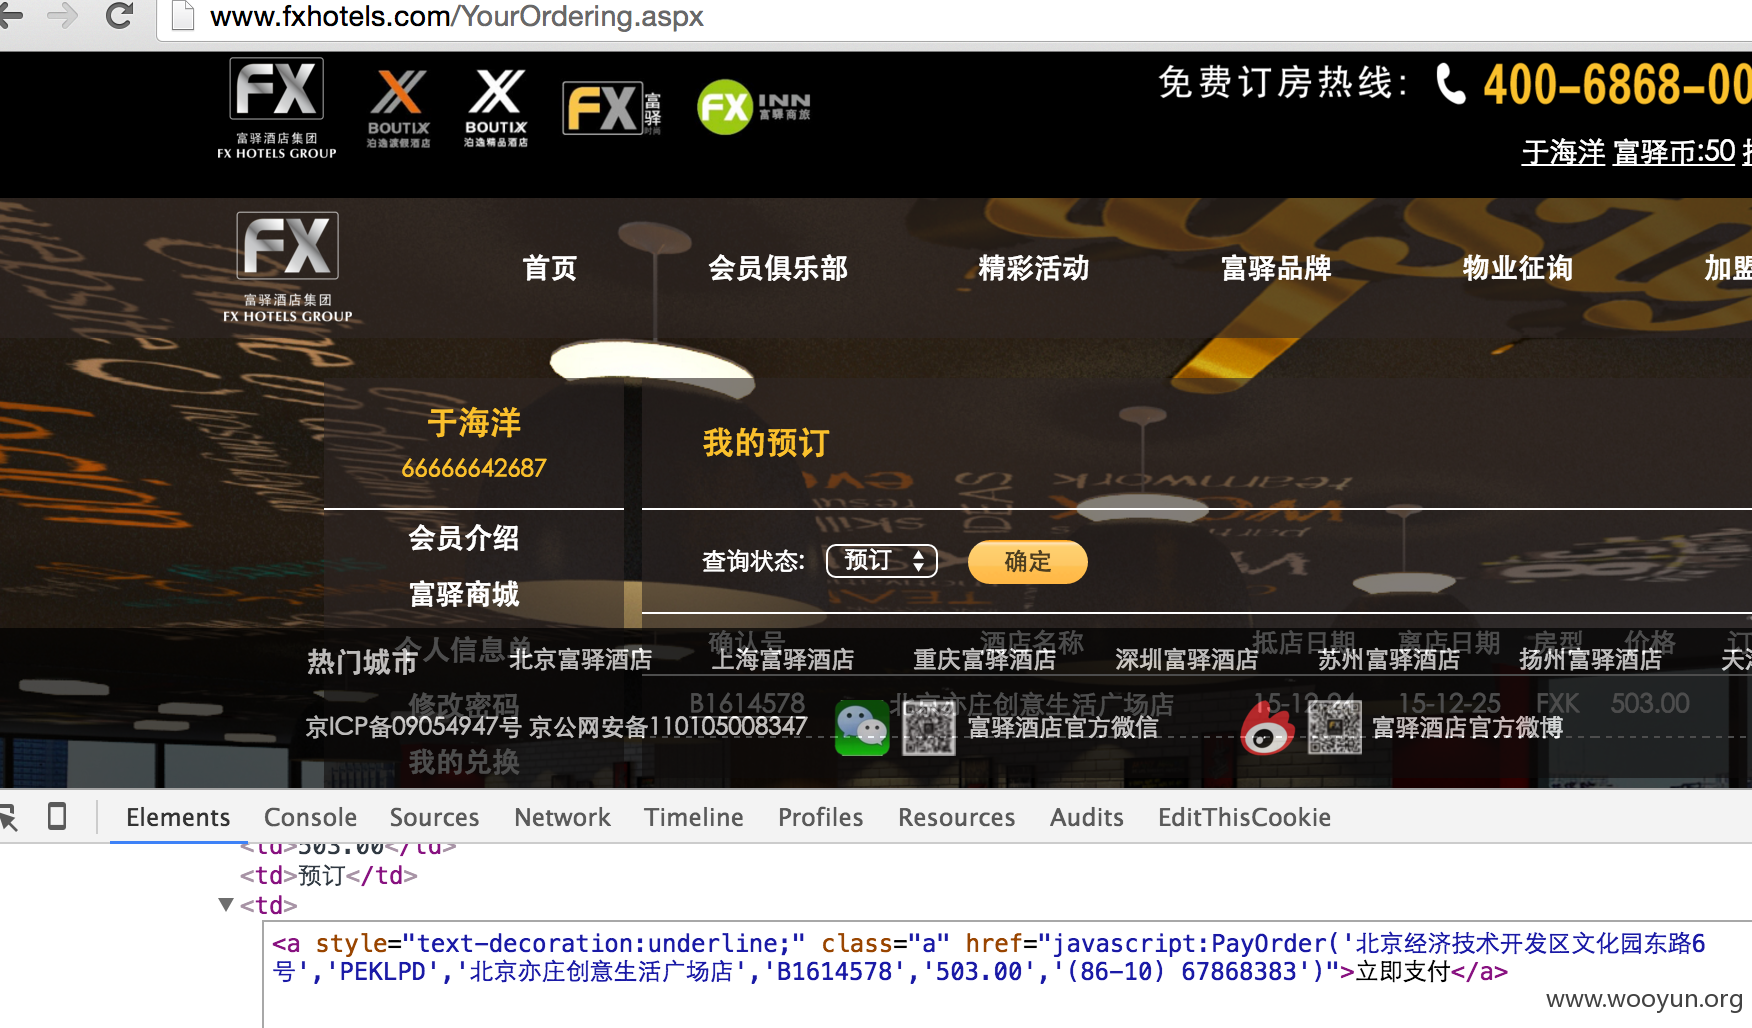 www.fxhotels.com/YourOrdering.aspx
FX
富驿酒店集团
FX HOTELS GROUP
BOUTIX
泊逸度假酒店
BOUTIX
泊逸精品酒店
FX 富驿时尚
FX INN
富驿商旅
免费订房热线: 400-6868-00
于海洋 富驿币:50
FX
富驿酒店集团
FX HOTELS GROUP
首页 会员俱乐部 精彩活动 富驿品牌 物业征询 加盟
于海洋
66666642687
我的预订
会员介绍
查询状态: 预订 确定
富驿商城
个人信息单 确认号 酒店名称 抵店日期 离店日期 房型 价格 订
热门城市 北京富驿酒店 上海富驿酒店 重庆富驿酒店 深圳富驿酒店 苏州富驿酒店 扬州富驿酒店 天
修改密码 B1614578 北京亦庄创意生活广场店 15-12-24 15-12-25 FXK 503.00
京ICP备09054947号 京公网安备110105008347 富驿酒店官方微信 富驿酒店官方微博
我的兑换
Elements Console Sources Network Timeline Profiles Resources Audits EditThisCookie
<td>503.00</td>
<td>预订</td>
<td>
<a style="text-decoration:underline;" class="a" href="javascript:PayOrder('北京经济技术开发区文化园东路6
号','PEKLPD','北京亦庄创意生活广场店','B1614578','503.00','(86-10) 67868383')">立即支付</a>
www.wooyun.org